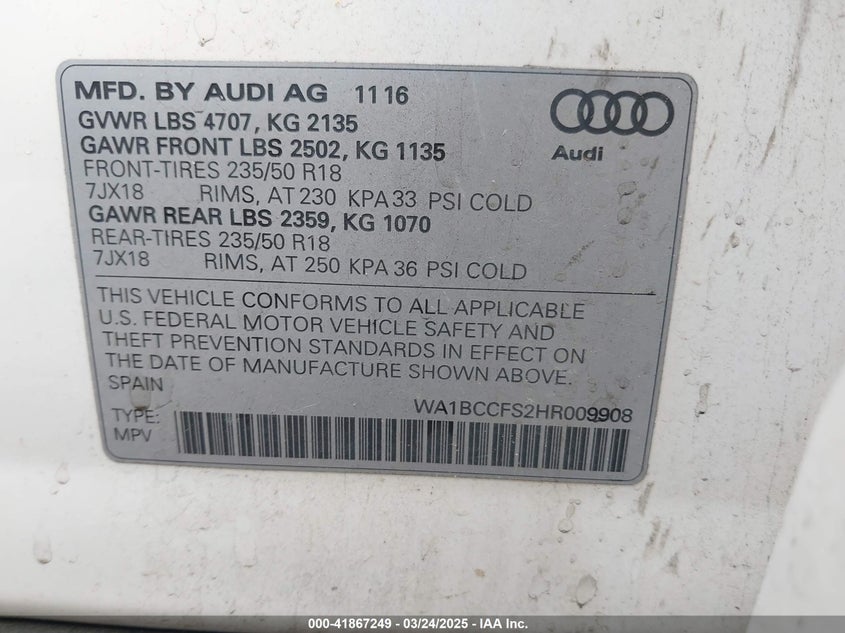 MFD. BY AUDI AG 11 16
GVWR LBS 4707, KG 2135
GAWR FRONT LBS 2502, KG 1135
FRONT-TIRES 235/50 R18
7JX18 RIMS, AT 230 KPA 33 PSI COLD
GAWR REAR LBS 2359, KG 1070
REAR-TIRES 235/50 R18
7JX18 RIMS, AT 250 KPA 36 PSI COLD
Audi
THIS VEHICLE CONFORMS TO ALL APPLICABLE
U.S. FEDERAL MOTOR VEHICLE SAFETY AND
THEFT PREVENTION STANDARDS IN EFFECT ON
THE DATE OF MANUFACTURE SHOWN ABOVE.
SPAIN
WA1BCCFS2HR009908
TYPE:
MPV
000-41867249 - 03/24/2025 - IAA Inc.